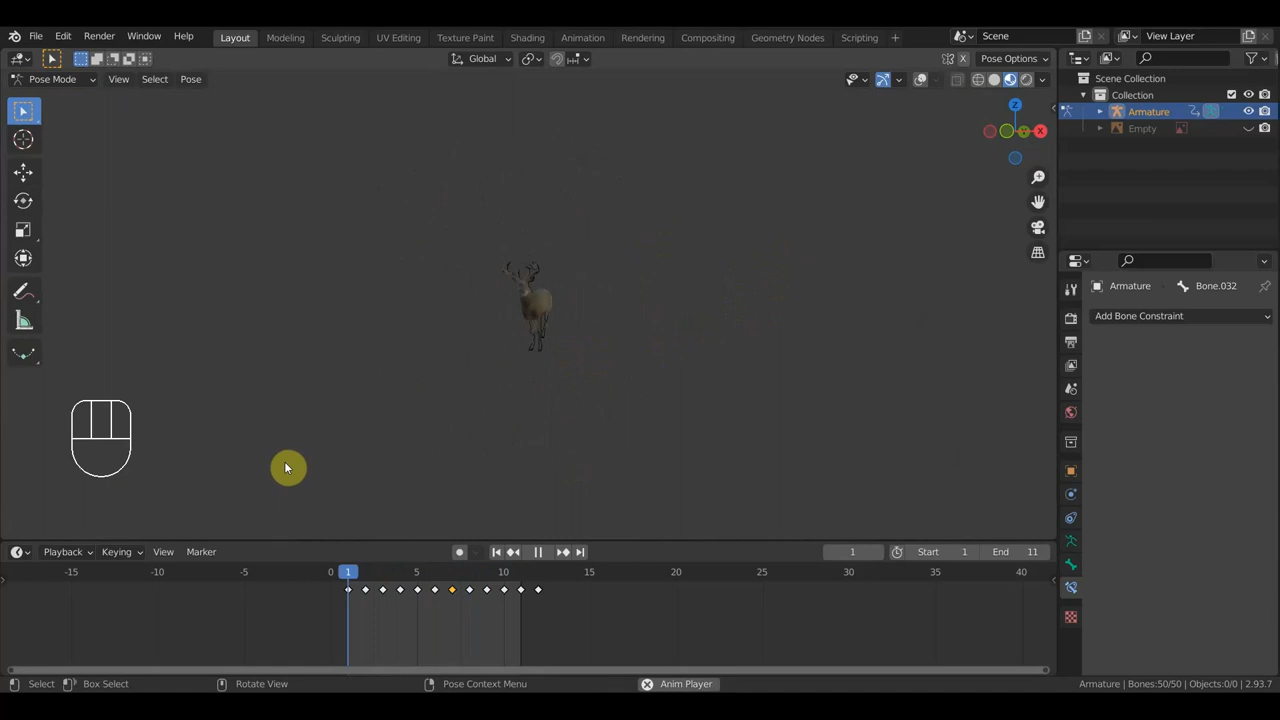 File Edit Render Window Help Layout Modeling Sculpting UV Editing Texture Paint Shading Animation Rendering Compositing Geometry Nodes Scripting + Scene View Layer
Global X Pose Options
Pose Mode View Select Pose
Scene Collection
Collection
Armature
Empty
Z
X
Y
Armature Bone.032
Add Bone Constraint
Playback Keying View Marker 1 Start 1 End 11
-15 -10 -5 0 1 5 10 15 20 25 30 35 40
Select Box Select Rotate View Pose Context Menu Anim Player Armature | Bones:50/50 | Objects:0/0 | 2.93.7